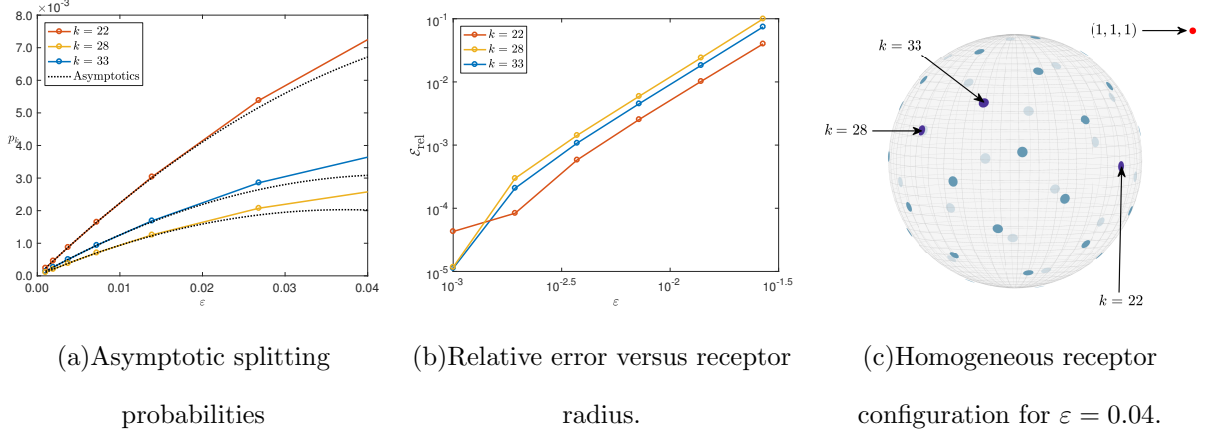 8.0 ×10⁻³
7.0
6.0
5.0
4.0
3.0
2.0
1.0
0.0
pₖ
k = 22
k = 28
k = 33
Asymptotics
0.00 0.01 0.02 0.03 0.04
ε
10⁻¹
10⁻²
10⁻³
10⁻⁴
10⁻⁵
ℰrel
k = 22
k = 28
k = 33
10⁻³ 10⁻²·⁵ 10⁻² 10⁻¹·⁵
ε
(1, 1, 1)
k = 33
k = 28
k = 22
(a)Asymptotic splitting
probabilities
(b)Relative error versus receptor
radius.
(c)Homogeneous receptor
configuration for ε = 0.04.